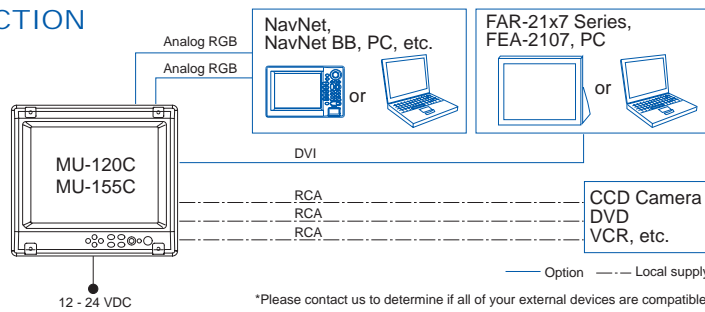 CTION
Analog RGB
Analog RGB
NavNet,
NavNet BB, PC, etc.
or
FAR-21x7 Series,
FEA-2107, PC
or
MU-120C
MU-155C
DVI
RCA
RCA
RCA
CCD Camera
DVD
VCR, etc.
Option
Local supply
12 - 24 VDC
*Please contact us to determine if all of your external devices are compatible